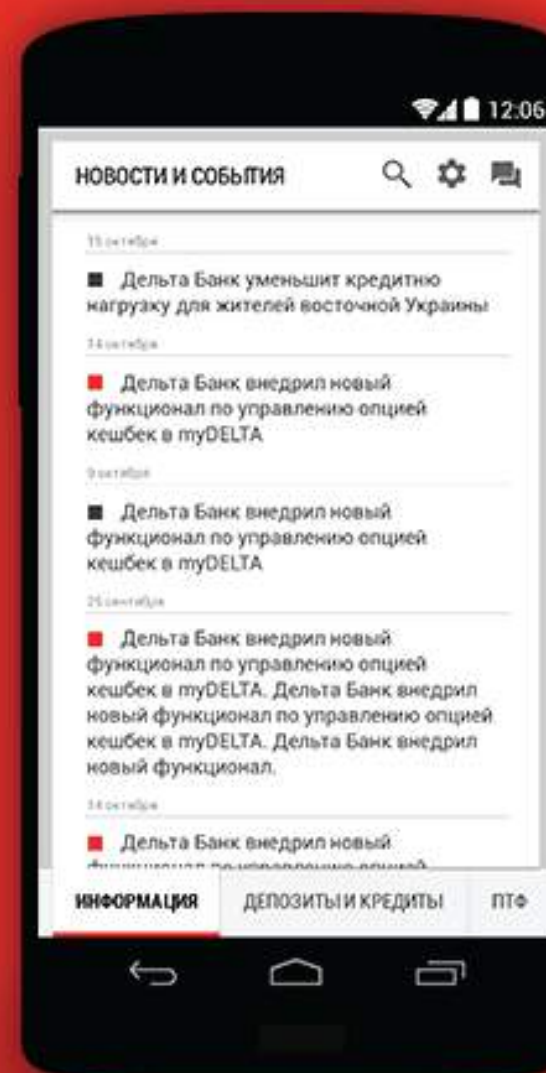 12:06
НОВОСТИ И СОБЫТИЯ
15 октября
Дельта Банк уменьшит кредитню
нагрузку для жителей восточной Украины
14 октября
Дельта Банк внедрил новый
функционал по управлению опцией
кешбек в myDELTA
9 октября
Дельта Банк внедрил новый
функционал по управлению опцией
кешбек в myDELTA
25 сентября
Дельта Банк внедрил новый
функционал по управлению опцией
кешбек в myDELTA. Дельта Банк внедрил
новый функционал по управлению опцией
кешбек в myDELTA. Дельта Банк внедрил
новый функционал.
14 октября
Дельта Банк внедрил новый
функционал по управлению опцией
ИНФОРМАЦИЯ ДЕПОЗИТЫ И КРЕДИТЫ ПТФ